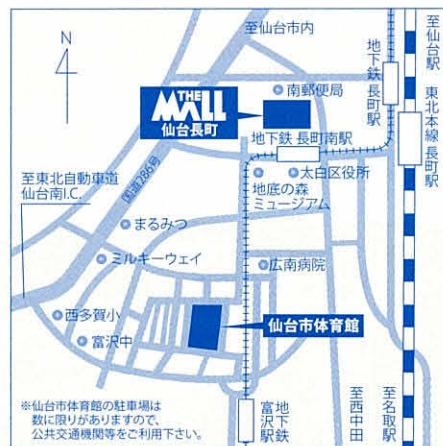 N
至仙台市内
至仙台駅
東北本線 長町駅
地下鉄 長町駅
南郵便局
THE MALL
仙台長町
地下鉄 長町南駅
太白区役所
地底の森
ミュージアム
至東北自動車道
仙台南I.C.
国道286号
まるみつ
ミルキーウェイ
広南病院
西多賀小
富沢中
仙台市体育館
※仙台市体育館の駐車場は
数に限りがありますので、
公共交通機関等をご利用下さい。
地下鉄
富沢駅
至西中田
至名取駅